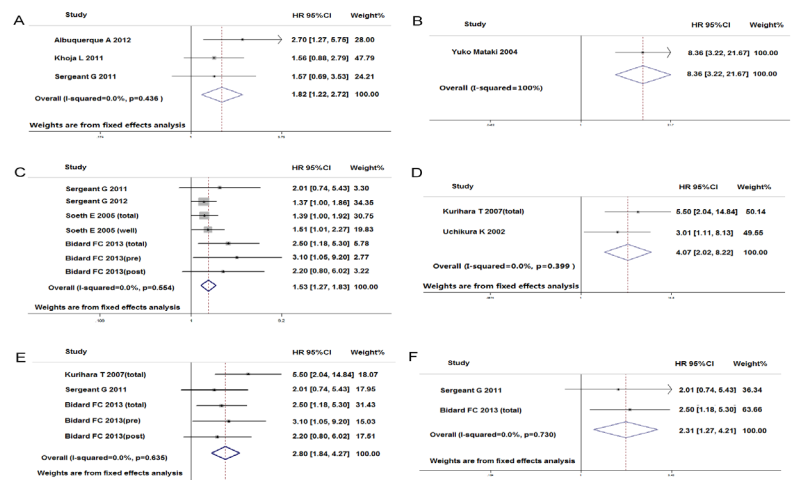 A
Study HR 95%CI Weight%
Albuquerque A 2012 2.70 [1.27, 5.75] 28.00
Khoja L 2011 1.56 [0.88, 2.79] 47.79
Sergeant G 2011 1.57 [0.69, 3.53] 24.21
Overall (I-squared=0.0%, p=0.436 ) 1.82 [1.22, 2.72] 100.00
Weights are from fixed effects analysis
1
B
Study HR 95%CI Weight%
Yuko Mataki 2004 8.36 [3.22, 21.67] 100.00
8.36 [3.22, 21.67] 100.00
Overall (I-squared=100%)
Weights are from fixed effects analysis
1
C
Study HR 95%CI Weight%
Sergeant G 2011 2.01 [0.74, 5.43] 3.30
Sergeant G 2012 1.37 [1.00, 1.86] 34.35
Soeth E 2005 (total) 1.39 [1.00, 1.92] 30.75
Soeth E 2005 (well) 1.51 [1.01, 2.27] 19.83
Bidard FC 2013 (total) 2.50 [1.18, 5.30] 5.78
Bidard FC 2013(pre) 3.10 [1.05, 9.20] 2.77
Bidard FC 2013(post) 2.20 [0.80, 6.02] 3.22
Overall (I-squared=0.0%, p=0.554) 1.53 [1.27, 1.83] 100.00
Weights are from fixed effects analysis
1
D
Study HR 95%CI Weight%
Kurihara T 2007(total) 5.50 [2.04, 14.84] 50.14
Uchikura K 2002 3.01 [1.11, 8.13] 49.55
4.07 [2.02, 8.22] 100.00
Overall (I-squared=0.0%, p=0.399 )
Weights are from fixed effects analysis
1
E
Study HR 95%CI Weight%
Kurihara T 2007(total) 5.50 [2.04, 14.84] 18.07
Sergeant G 2011 2.01 [0.74, 5.43] 17.95
Bidard FC 2013 (total) 2.50 [1.18, 5.30] 31.43
Bidard FC 2013(pre) 3.10 [1.05, 9.20] 15.03
Bidard FC 2013(post) 2.20 [0.80, 6.02] 17.51
Overall (I-squared=0.0%, p=0.635) 2.80 [1.84, 4.27] 100.00
Weights are from fixed effects analysis
1
F
Study HR 95%CI Weight%
Sergeant G 2011 2.01 [0.74, 5.43] 36.34
Bidard FC 2013 (total) 2.50 [1.18, 5.30] 63.66
Overall (I-squared=0.0%, p=0.730) 2.31 [1.27, 4.21] 100.00
Weights are from fixed effects analysis
1